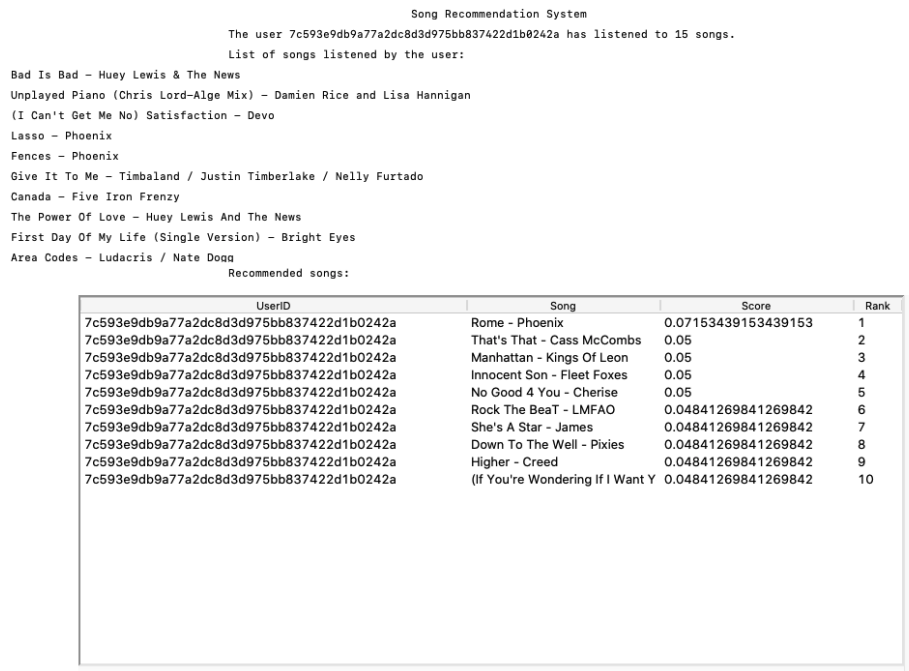 Song Recommendation System
The user 7c593e9db9a77a2dc8d3d975bb837422d1b0242a has listened to 15 songs.
List of songs listened by the user:
Bad Is Bad - Huey Lewis & The News
Unplayed Piano (Chris Lord-Alge Mix) - Damien Rice and Lisa Hannigan
(I Can't Get Me No) Satisfaction - Devo
Lasso - Phoenix
Fences - Phoenix
Give It To Me - Timbaland / Justin Timberlake / Nelly Furtado
Canada - Five Iron Frenzy
The Power Of Love - Huey Lewis And The News
First Day Of My Life (Single Version) - Bright Eyes
Area Codes - Ludacris / Nate Dogg
Recommended songs:
UserID Song Score Rank
7c593e9db9a77a2dc8d3d975bb837422d1b0242a Rome - Phoenix 0.07153439153439153 1
7c593e9db9a77a2dc8d3d975bb837422d1b0242a That's That - Cass McCombs 0.05 2
7c593e9db9a77a2dc8d3d975bb837422d1b0242a Manhattan - Kings Of Leon 0.05 3
7c593e9db9a77a2dc8d3d975bb837422d1b0242a Innocent Son - Fleet Foxes 0.05 4
7c593e9db9a77a2dc8d3d975bb837422d1b0242a No Good 4 You - Cherise 0.05 5
7c593e9db9a77a2dc8d3d975bb837422d1b0242a Rock The BeaT - LMFAO 0.04841269841269842 6
7c593e9db9a77a2dc8d3d975bb837422d1b0242a She's A Star - James 0.04841269841269842 7
7c593e9db9a77a2dc8d3d975bb837422d1b0242a Down To The Well - Pixies 0.04841269841269842 8
7c593e9db9a77a2dc8d3d975bb837422d1b0242a Higher - Creed 0.04841269841269842 9
7c593e9db9a77a2dc8d3d975bb837422d1b0242a (If You're Wondering If I Want Y 0.04841269841269842 10